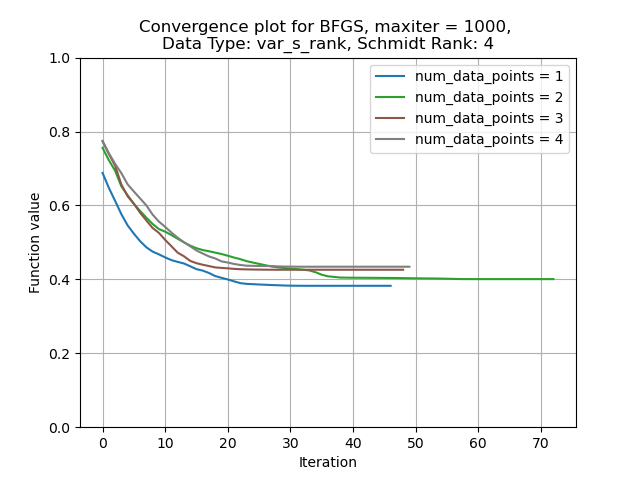 Convergence plot for BFGS, maxiter = 1000,
Data Type: var_s_rank, Schmidt Rank: 4
num_data_points = 1
num_data_points = 2
num_data_points = 3
num_data_points = 4
Function value
1.0
0.8
0.6
0.4
0.2
0.0
0 10 20 30 40 50 60 70
Iteration